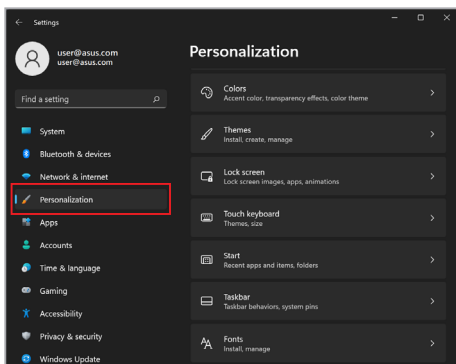 Settings
user@asus.com
user@asus.com
Find a setting
System
Bluetooth & devices
Network & internet
Personalization
Apps
Accounts
Time & language
Gaming
Accessibility
Privacy & security
Windows Update
Personalization
Colors
Accent color, transparency effects, color theme
Themes
Install, create, manage
Lock screen
Lock screen images, apps, animations
Touch keyboard
Themes, size
Start
Recent apps and items, folders
Taskbar
Taskbar behaviors, system pins
Fonts
Install, manage